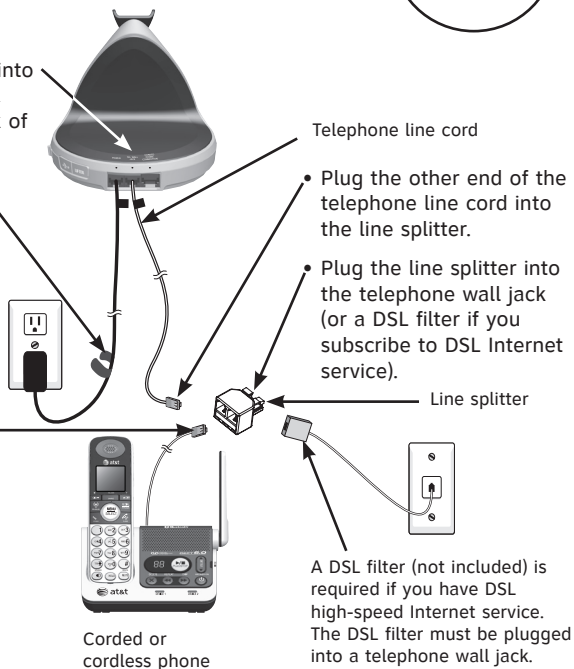 into
of
Telephone line cord
• Plug the other end of the
telephone line cord into
the line splitter.
• Plug the line splitter into
the telephone wall jack
(or a DSL filter if you
subscribe to DSL Internet
service).
Line splitter
A DSL filter (not included) is
required if you have DSL
high-speed Internet service.
The DSL filter must be plugged
into a telephone wall jack.
at&t
88
at&t
Corded or
cordless phone